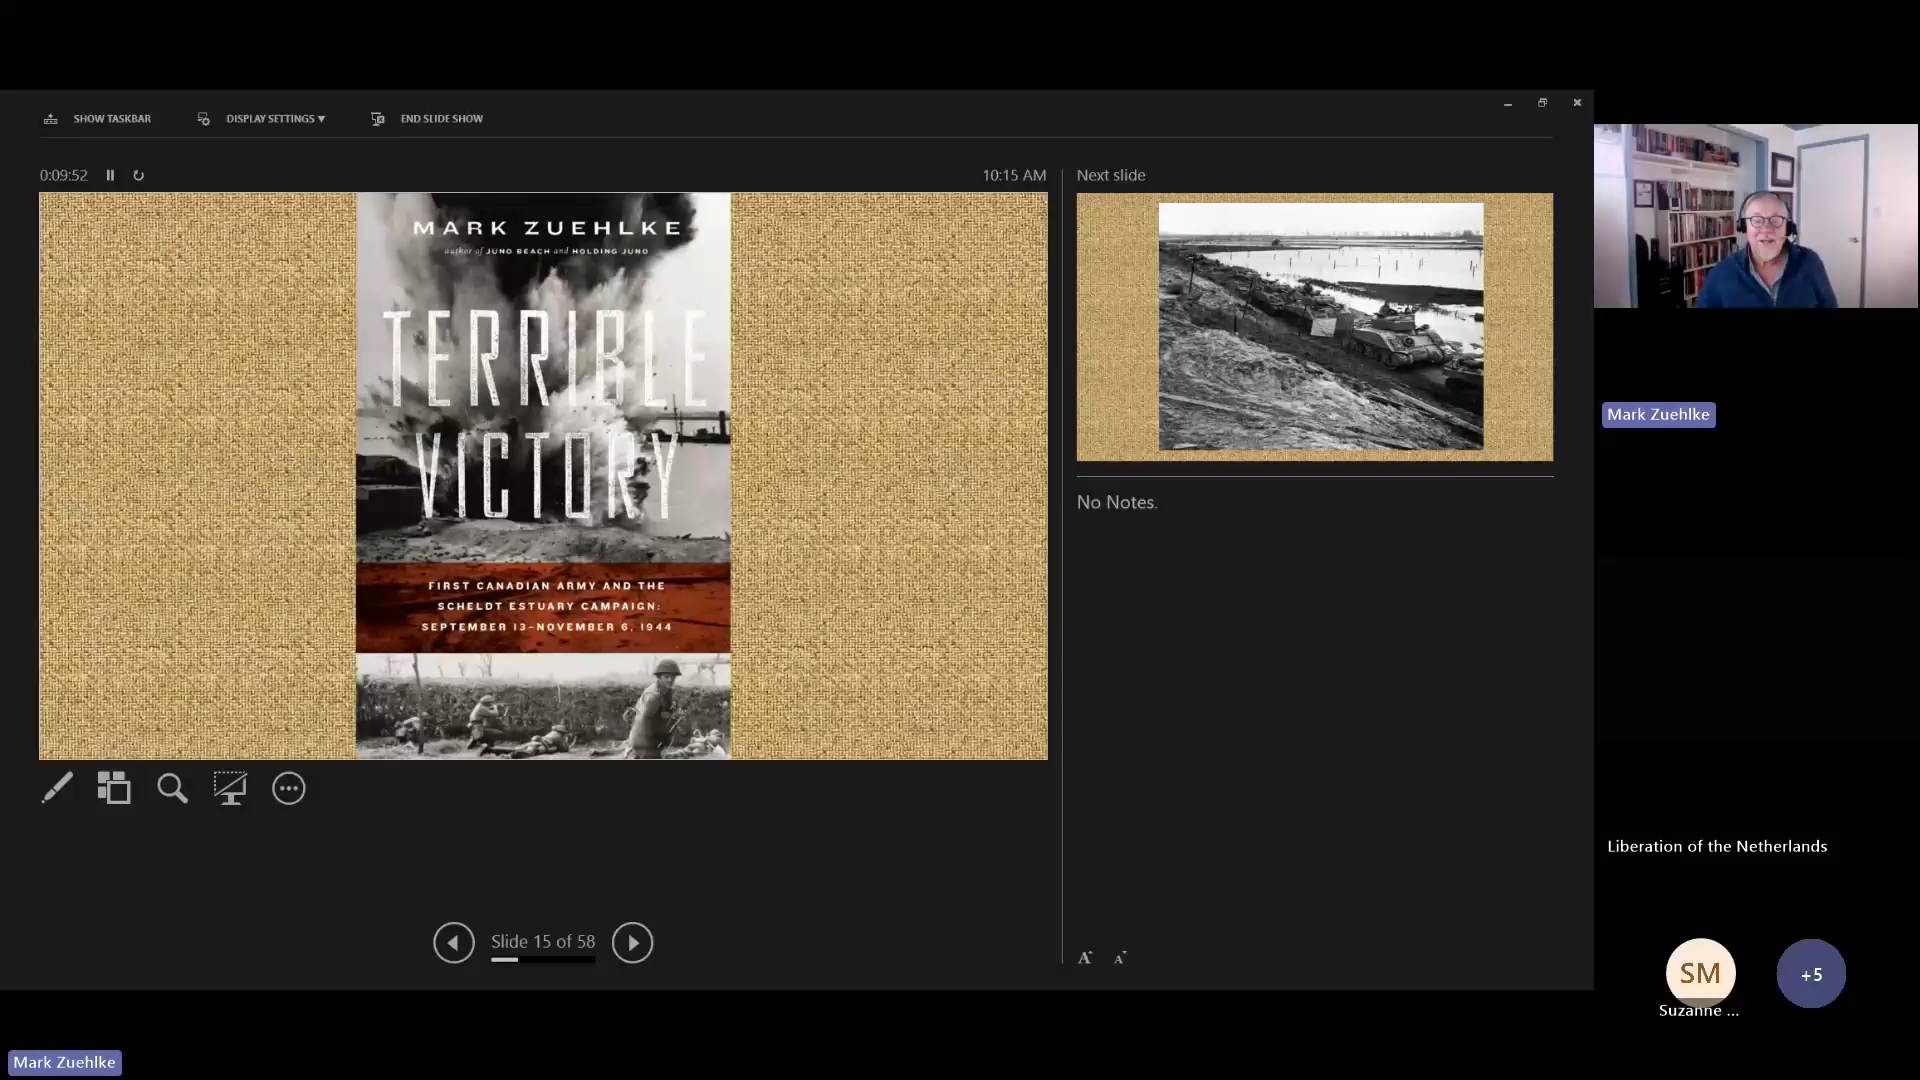 SHOW TASKBAR
DISPLAY SETTINGS ▼
END SLIDE SHOW
0:09:52
10:15 AM
Next slide
MARK ZUEHLKE
author of JUNO BEACH and HOLDING JUNO
TERRIBLE
VICTORY
FIRST CANADIAN ARMY AND THE
SCHELDT ESTUARY CAMPAIGN:
SEPTEMBER 13–NOVEMBER 6, 1944
No Notes.
Slide 15 of 58
A
A
Mark Zuehlke
Liberation of the Netherlands
SM
+5
Suzanne ...
Mark Zuehlke